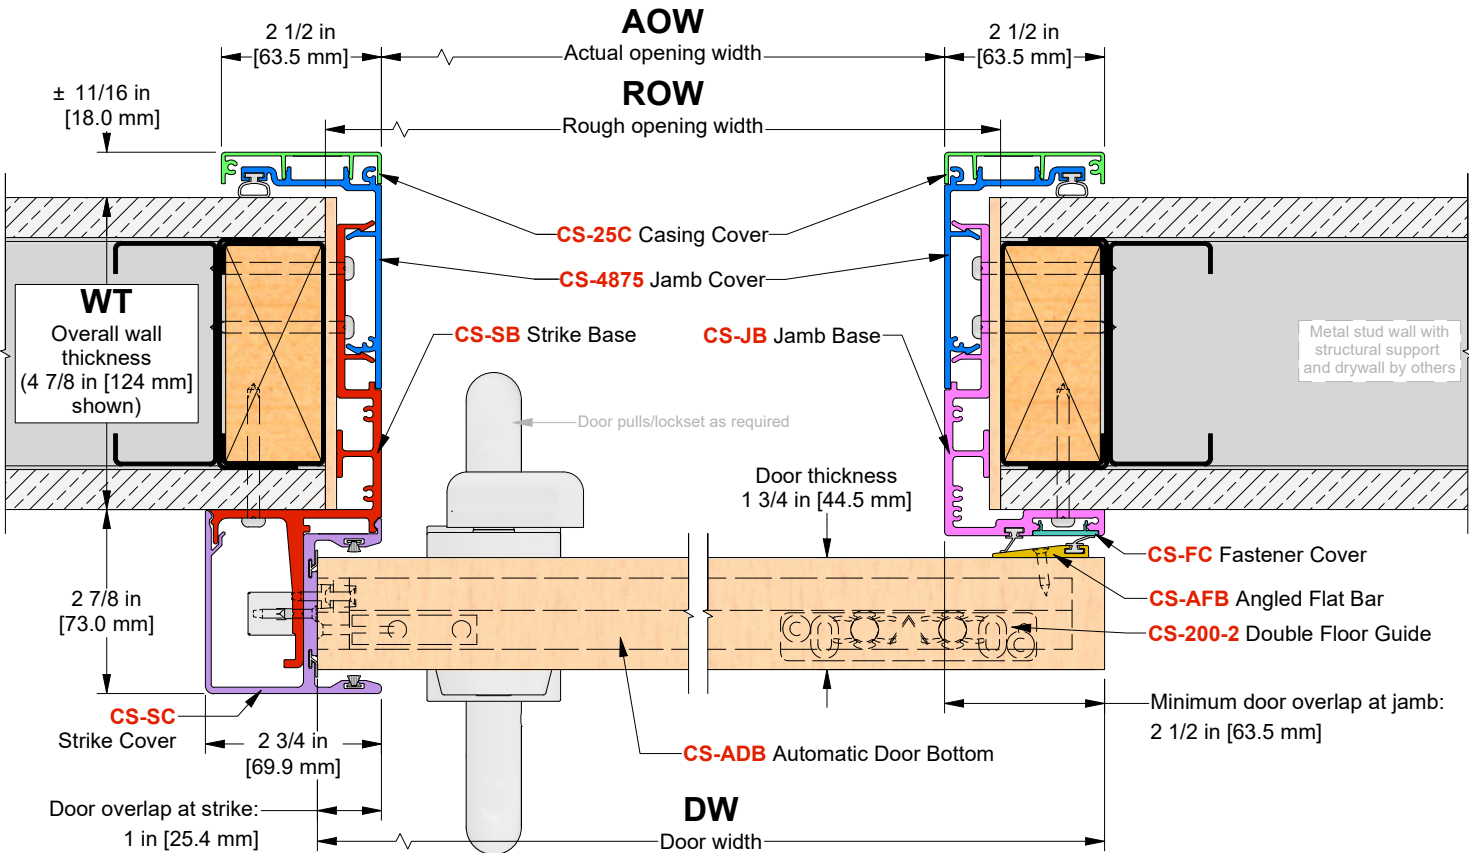 AOW
Actual opening width
2 1/2 in
[63.5 mm]
2 1/2 in
[63.5 mm]
ROW
Rough opening width
± 11/16 in
[18.0 mm]
CS-25C Casing Cover
CS-4875 Jamb Cover
WT
Overall wall
thickness
(4 7/8 in [124 mm]
shown)
CS-SB Strike Base
CS-JB Jamb Base
Metal stud wall with
structural support
and drywall by others
Door pulls/lockset as required
Door thickness
1 3/4 in [44.5 mm]
CS-FC Fastener Cover
CS-AFB Angled Flat Bar
CS-200-2 Double Floor Guide
2 7/8 in
[73.0 mm]
Minimum door overlap at jamb:
2 1/2 in [63.5 mm]
CS-SC
Strike Cover
2 3/4 in
[69.9 mm]
CS-ADB Automatic Door Bottom
Door overlap at strike:
1 in [25.4 mm]
DW
Door width